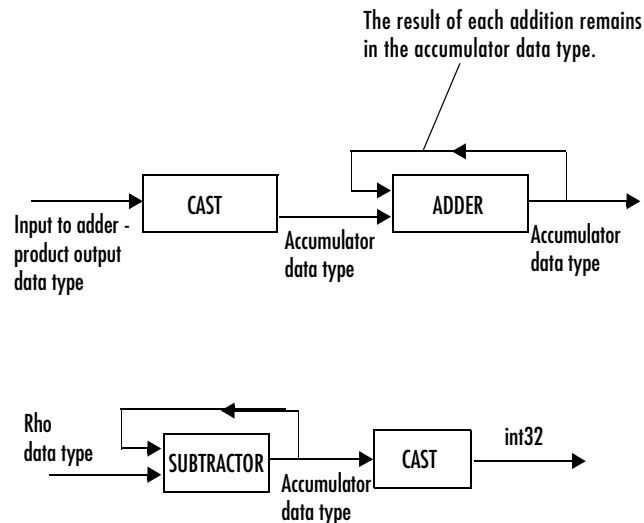 The result of each addition remains
in the accumulator data type.
CAST
ADDER
Input to adder -
product output
data type
Accumulator
data type
Accumulator
data type
Rho
data type
SUBTRACTOR
Accumulator
data type
CAST
int32